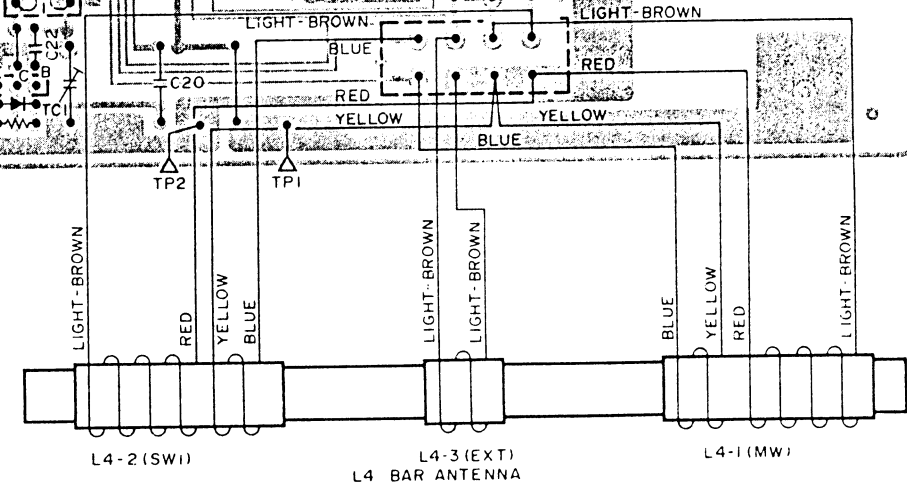 LIGHT-BROWN
LIGHT-BROWN
C22
BLUE
C
B
C20
RED
TC1
RED
YELLOW
YELLOW
BLUE
TP2
TP1
LIGHT-BROWN
RED
YELLOW
BLUE
LIGHT-BROWN
LIGHT-BROWN
BLUE
YELLOW
RED
LIGHT-BROWN
L4-2(SW1)
L4-3(EXT)
L4-1(MW)
L4 BAR ANTENNA